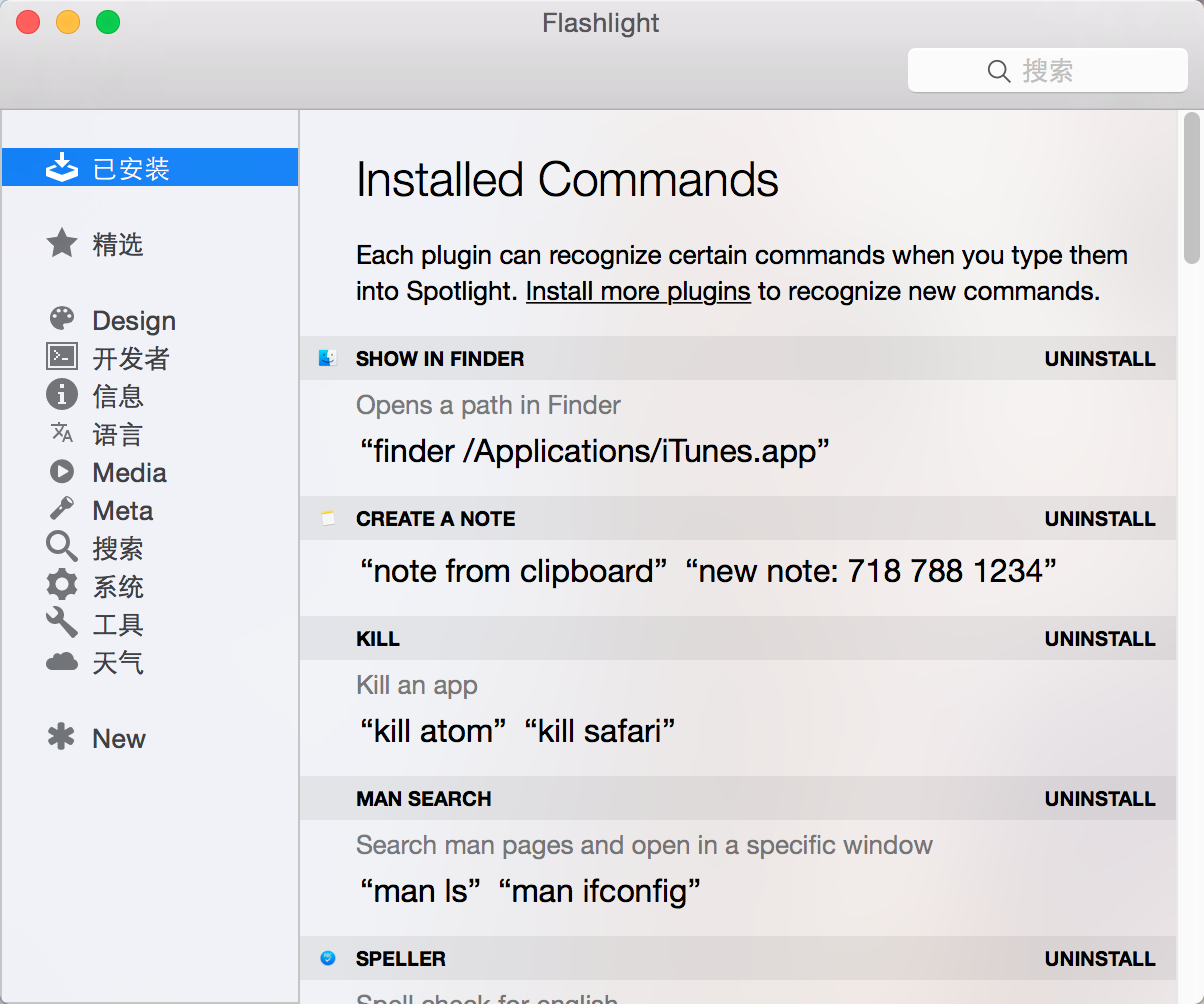 Flashlight
搜索
已安装
精选
Design
开发者
信息
语言
Media
Meta
搜索
系统
工具
天气
New
Installed Commands
Each plugin can recognize certain commands when you type them
into Spotlight. Install more plugins to recognize new commands.
SHOW IN FINDER UNINSTALL
Opens a path in Finder
“finder /Applications/iTunes.app”
CREATE A NOTE UNINSTALL
“note from clipboard” “new note: 718 788 1234”
KILL UNINSTALL
Kill an app
“kill atom” “kill safari”
MAN SEARCH UNINSTALL
Search man pages and open in a specific window
“man ls” “man ifconfig”
SPELLER UNINSTALL
Spell check for english